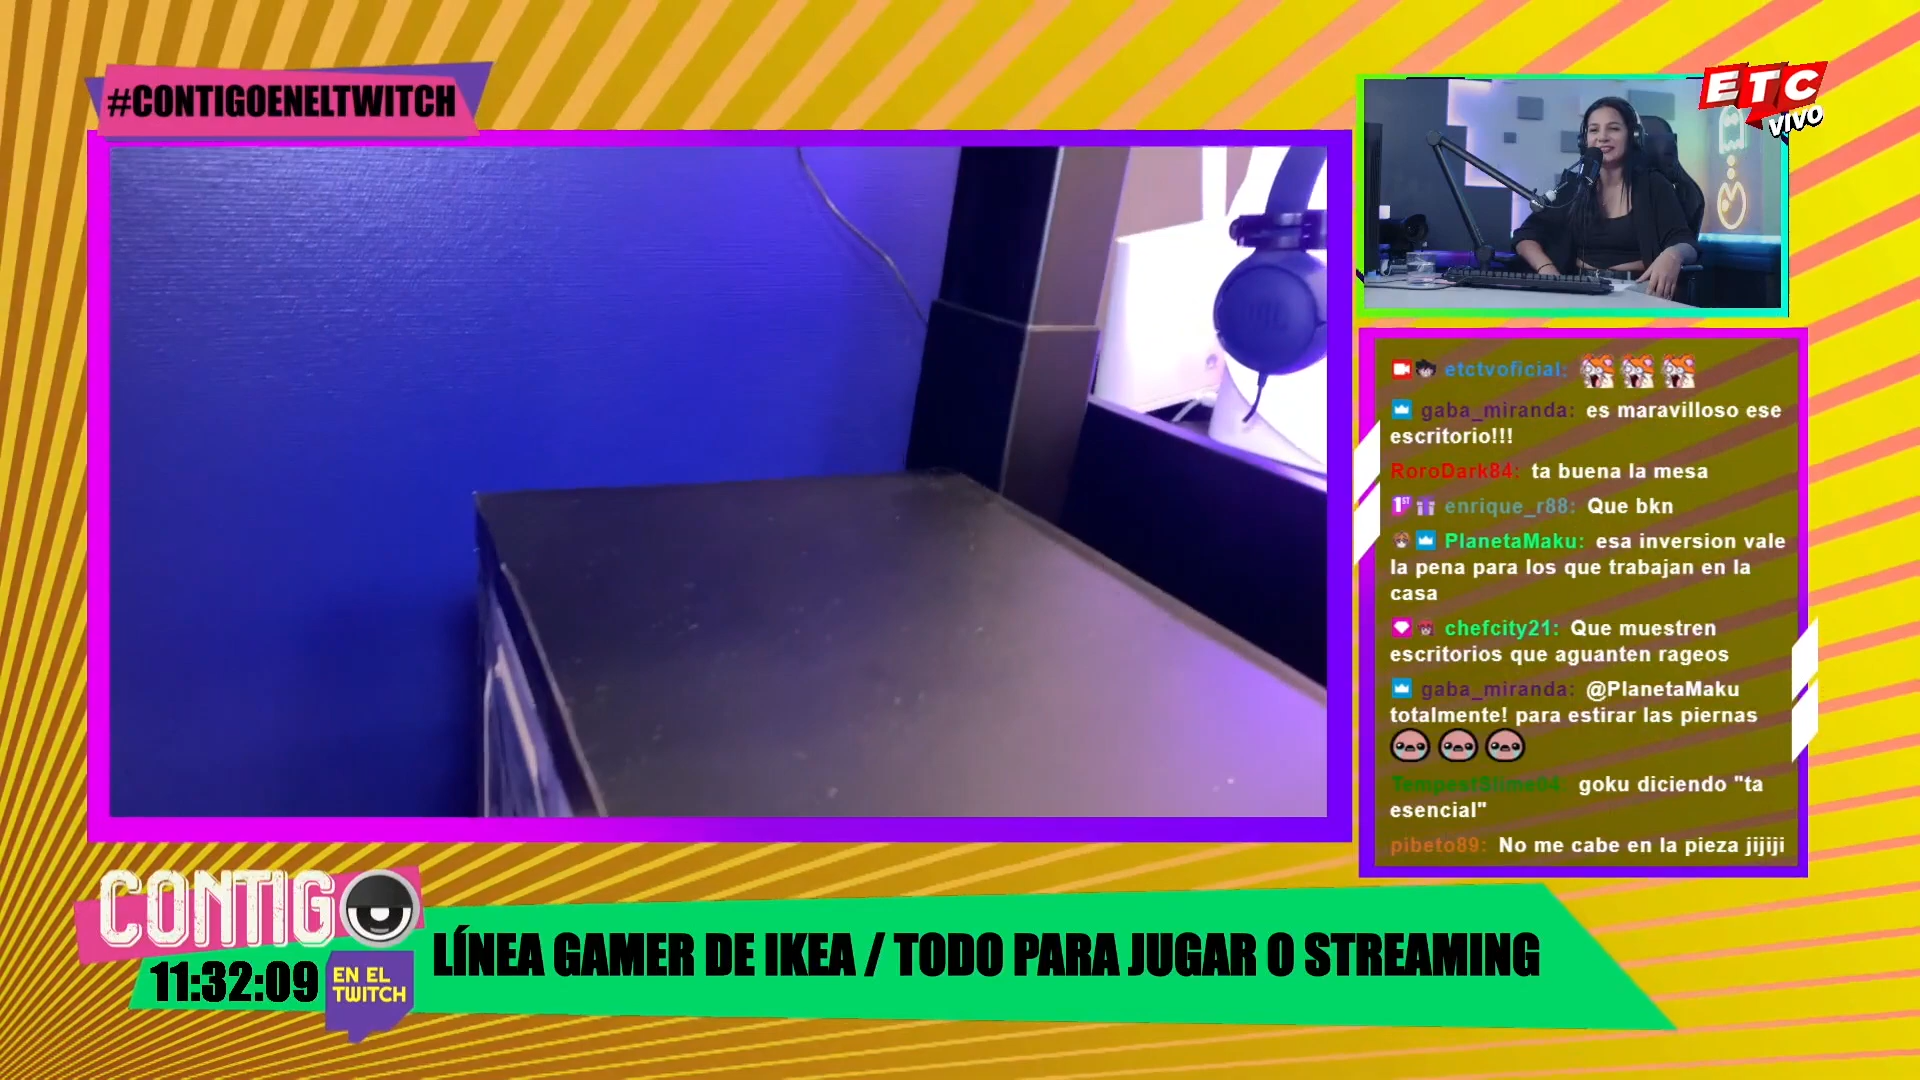 #CONTIGOENELTWITCH
ETC
VIVO
JBL
etctvoficial:
gaba_miranda: es maravilloso ese
escritorio!!!
RoroDark84: ta buena la mesa
1ST enrique_r88: Que bkn
PlanetaMaku: esa inversion vale
la pena para los que trabajan en la
casa
chefcity21: Que muestren
escritorios que aguanten rageos
gaba_miranda: @PlanetaMaku
totalmente! para estirar las piernas
TempestSlime94: goku diciendo "ta
esencial"
pibeto89: No me cabe en la pieza jijiji
CONTIGO
11:32:09
EN EL
TWITCH
LÍNEA GAMER DE IKEA / TODO PARA JUGAR O STREAMING